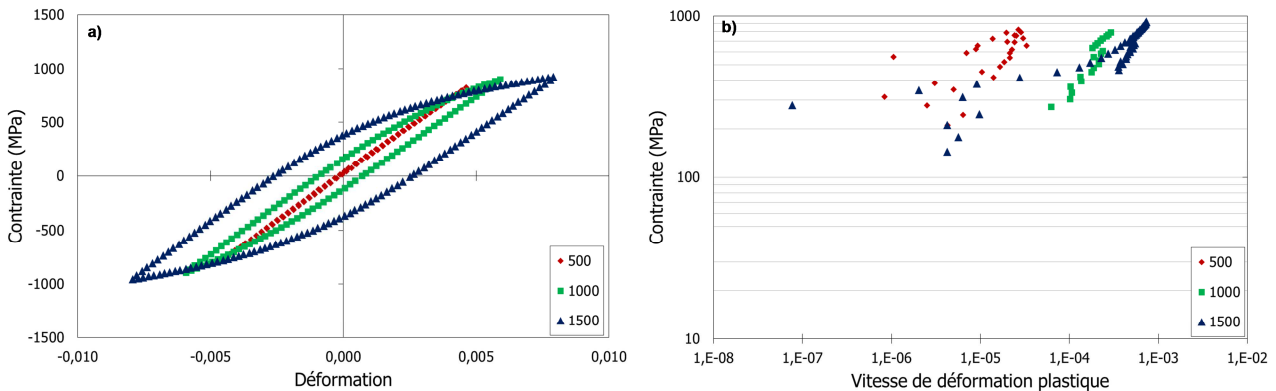 a)
1500
1000
500
0
-500
-1000
-1500
-0,010
-0,005
0,000
0,005
0,010
Contrainte (MPa)
Déformation
500
1000
1500
b)
1000
100
10
1,E-08
1,E-07
1,E-06
1,E-05
1,E-04
1,E-03
1,E-02
Contrainte (MPa)
Vitesse de déformation plastique
500
1000
1500